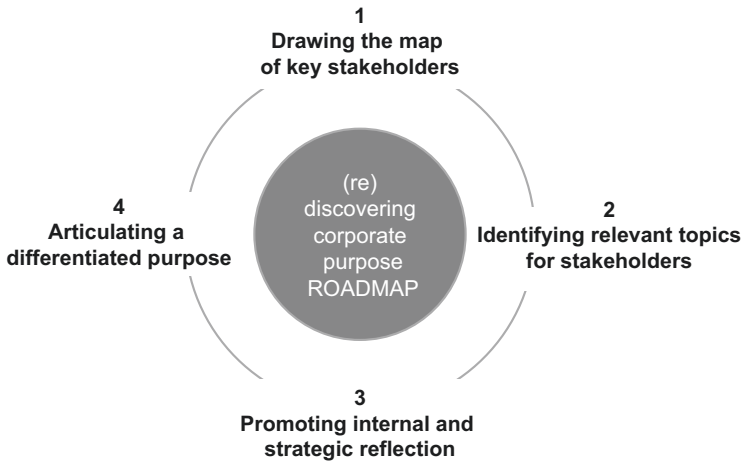 1
Drawing the map
of key stakeholders
(re)
discovering
corporate
purpose
ROADMAP
2
Identifying relevant topics
for stakeholders
3
Promoting internal and
strategic reflection
4
Articulating a
differentiated purpose